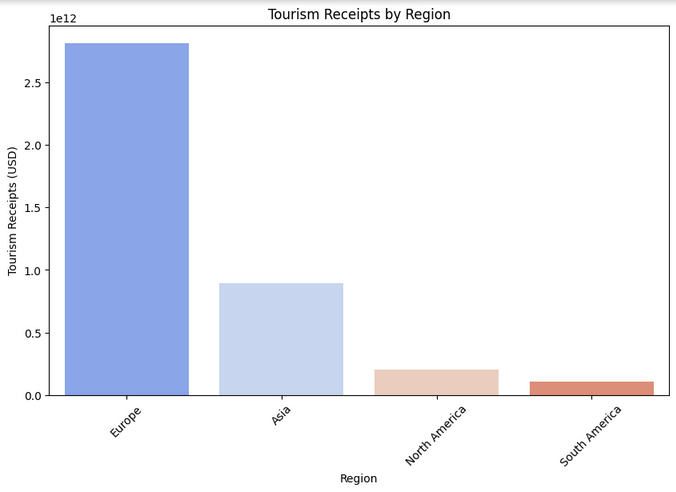 Tourism Receipts by Region
1e12
2.5
2.0
1.5
1.0
0.5
0.0
Tourism Receipts (USD)
Europe
Asia
North America
South America
Region